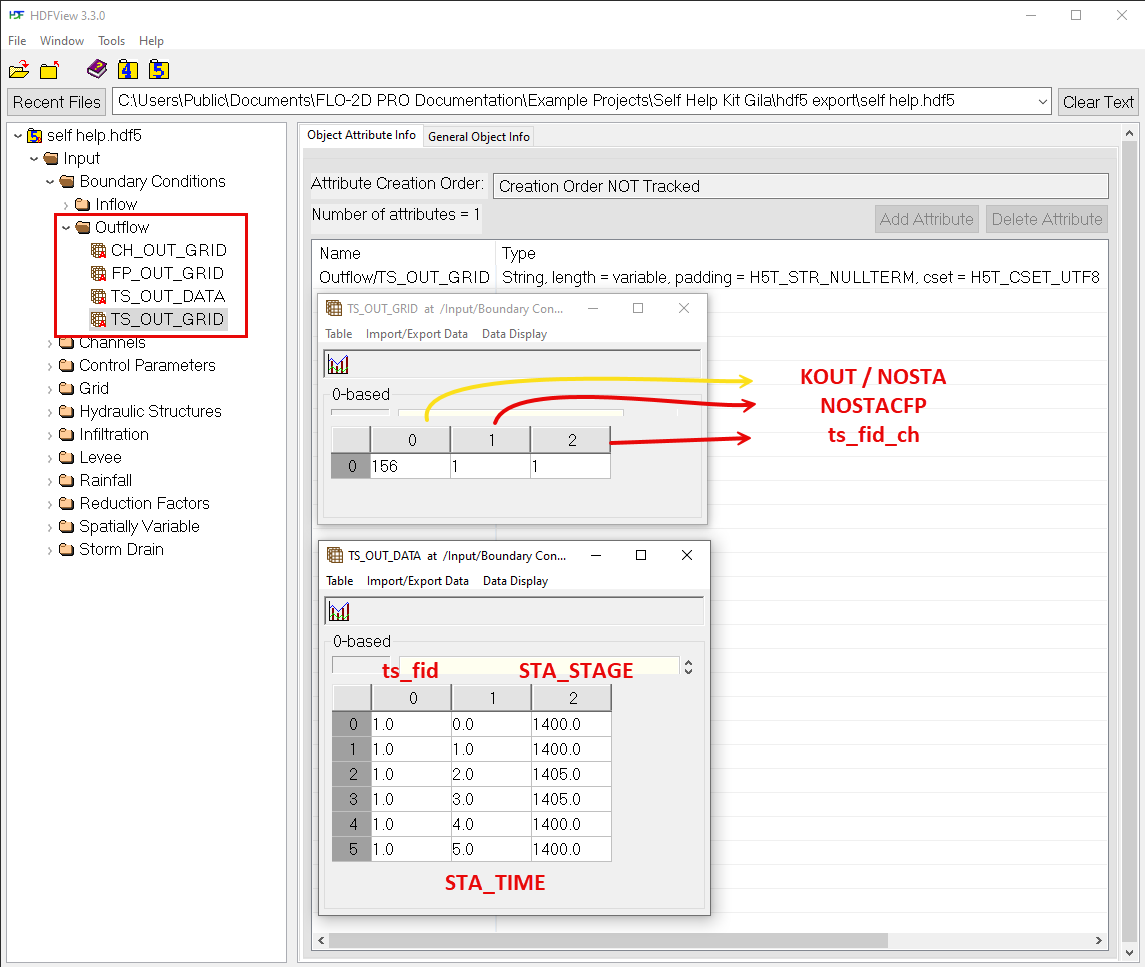 HDFView 3.3.0
File Window Tools Help
Recent Files C:\Users\Public\Documents\FLO-2D PRO Documentation\Example Projects\Self Help Kit Gila\hdf5 export\self help.hdf5 Clear Text
self help.hdf5
Input
Boundary Conditions
Inflow
Outflow
CH_OUT_GRID
FP_OUT_GRID
TS_OUT_DATA
TS_OUT_GRID
Channels
Control Parameters
Grid
Hydraulic Structures
Infiltration
Levee
Rainfall
Reduction Factors
Spatially Variable
Storm Drain
Object Attribute Info General Object Info
Attribute Creation Order: Creation Order NOT Tracked
Number of attributes = 1 Add Attribute Delete Attribute
Name Type
Outflow/TS_OUT_GRID String, length = variable, padding = H5T_STR_NULLTERM, cset = H5T_CSET_UTF8
TS_OUT_GRID at /Input/Boundary Con...
Table Import/Export Data Data Display
0-based
0 1 2
0 156 1 1
KOUT / NOSTA
NOSTACFP
ts_fid_ch
TS_OUT_DATA at /Input/Boundary Con...
Table Import/Export Data Data Display
0-based
ts_fid STA_STAGE
0 1 2
0 1.0 0.0 1400.0
1 1.0 1.0 1400.0
2 1.0 2.0 1405.0
3 1.0 3.0 1405.0
4 1.0 4.0 1400.0
5 1.0 5.0 1400.0
STA_TIME